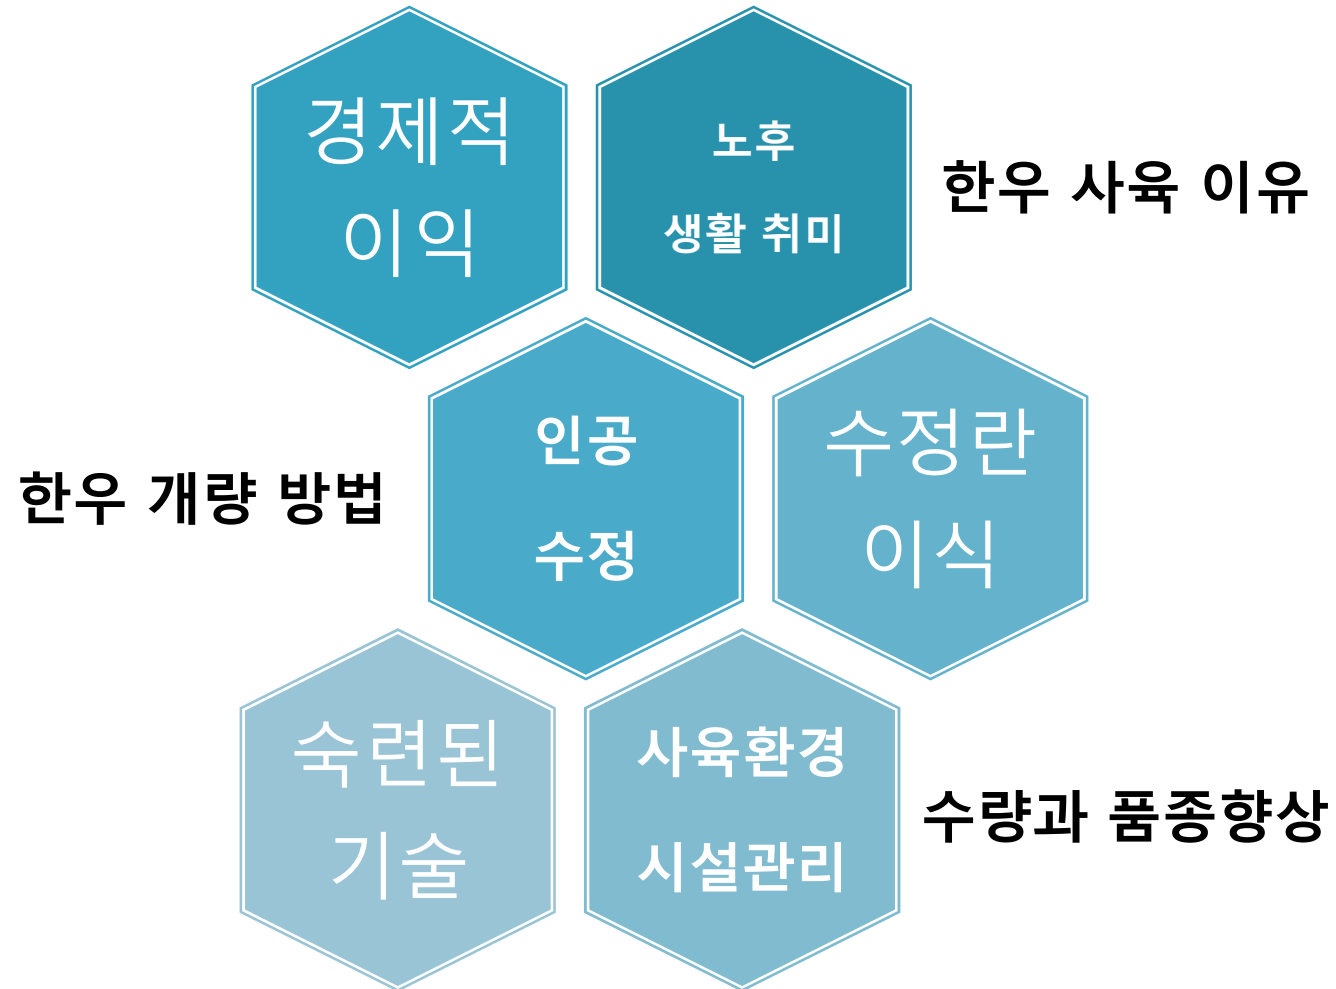 경제적
이익
노후
생활 취미
한우 사육 이유
한우 개량 방법
인공
수정
수정란
이식
숙련된
기술
사육환경
시설관리
수량과 품종향상